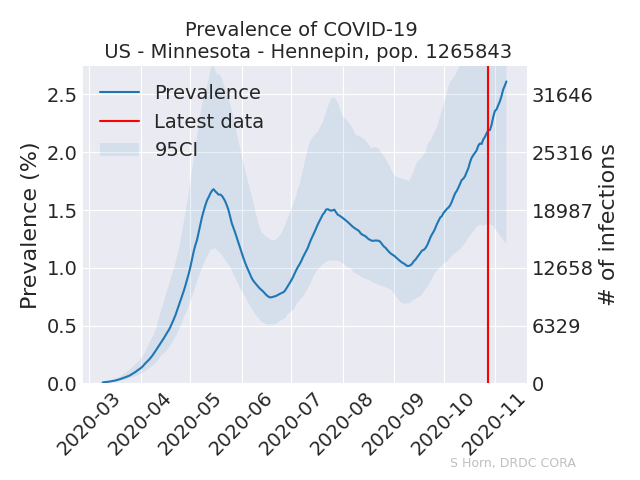 Prevalence of COVID-19
US - Minnesota - Hennepin, pop. 1265843
Prevalence
Latest data
95CI
Prevalence (%)
2.5
2.0
1.5
1.0
0.5
0.0
31646
25316
18987
12658
6329
0
# of infections
2020-03
2020-04
2020-05
2020-06
2020-07
2020-08
2020-09
2020-10
2020-11
S Horn, DRDC CORA